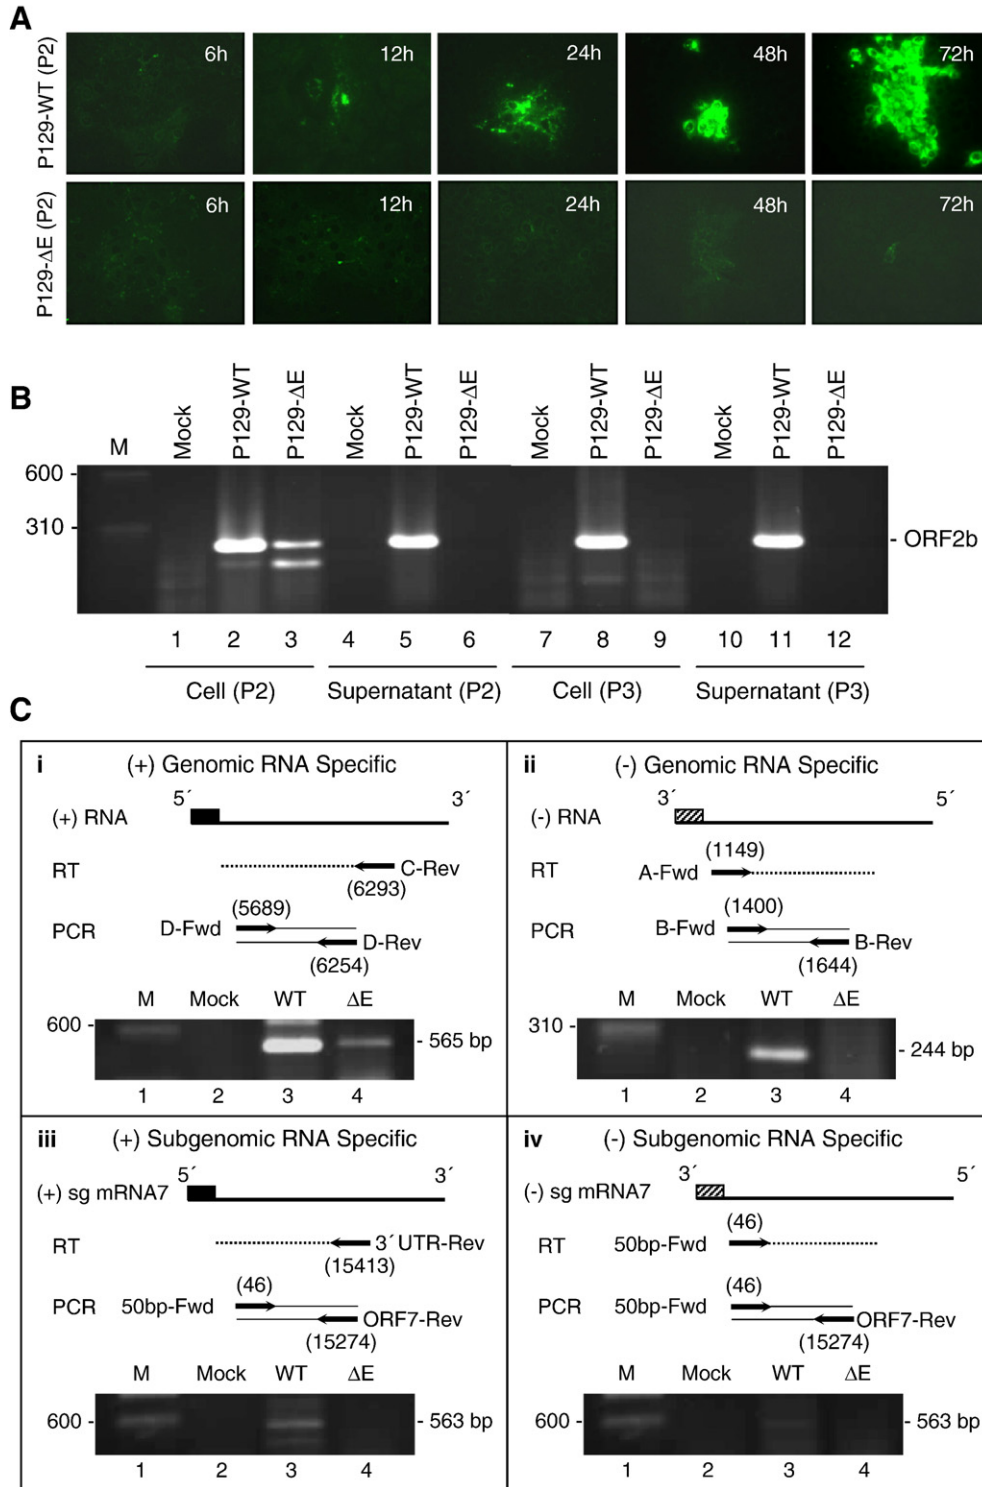 A
P129-WT (P2)
6h
12h
24h
48h
72h
P129-ΔE (P2)
6h
12h
24h
48h
72h
B
M
Mock
P129-WT
P129-ΔE
Mock
P129-WT
P129-ΔE
Mock
P129-WT
P129-ΔE
Mock
P129-WT
P129-ΔE
600 -
310 -
- ORF2b
1 2 3 4 5 6 7 8 9 10 11 12
Cell (P2) Supernatant (P2) Cell (P3) Supernatant (P3)
C
i (+) Genomic RNA Specific
5´ 3´
(+) RNA
RT C-Rev
(6293)
(5689)
PCR D-Fwd D-Rev
(6254)
M Mock WT ΔE
600 - - 565 bp
1 2 3 4
ii (-) Genomic RNA Specific
3´ 5´
(-) RNA
(1149)
RT A-Fwd
(1400)
PCR B-Fwd B-Rev
(1644)
M Mock WT ΔE
310 - - 244 bp
1 2 3 4
iii (+) Subgenomic RNA Specific
5´ 3´
(+) sg mRNA7
RT 3´ UTR-Rev
(15413)
(46)
PCR 50bp-Fwd ORF7-Rev
(15274)
M Mock WT ΔE
600 - - 563 bp
1 2 3 4
iv (-) Subgenomic RNA Specific
3´ 5´
(-) sg mRNA7
(46)
RT 50bp-Fwd
(46)
PCR 50bp-Fwd ORF7-Rev
(15274)
M Mock WT ΔE
600 - - 563 bp
1 2 3 4